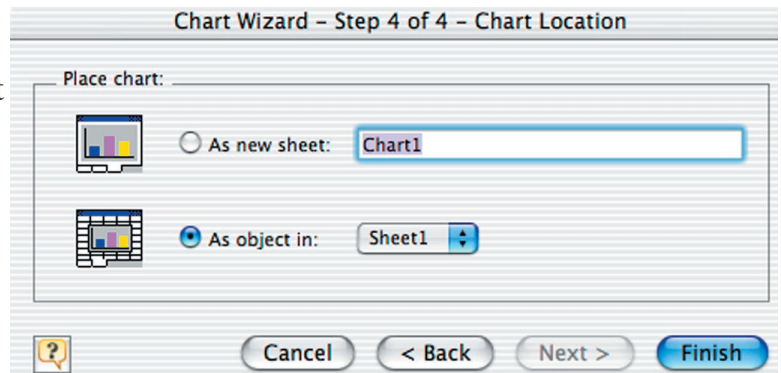 Chart Wizard – Step 4 of 4 – Chart Location
Place chart:
t
As new sheet: Chart1
As object in: Sheet1
? Cancel < Back Next > Finish